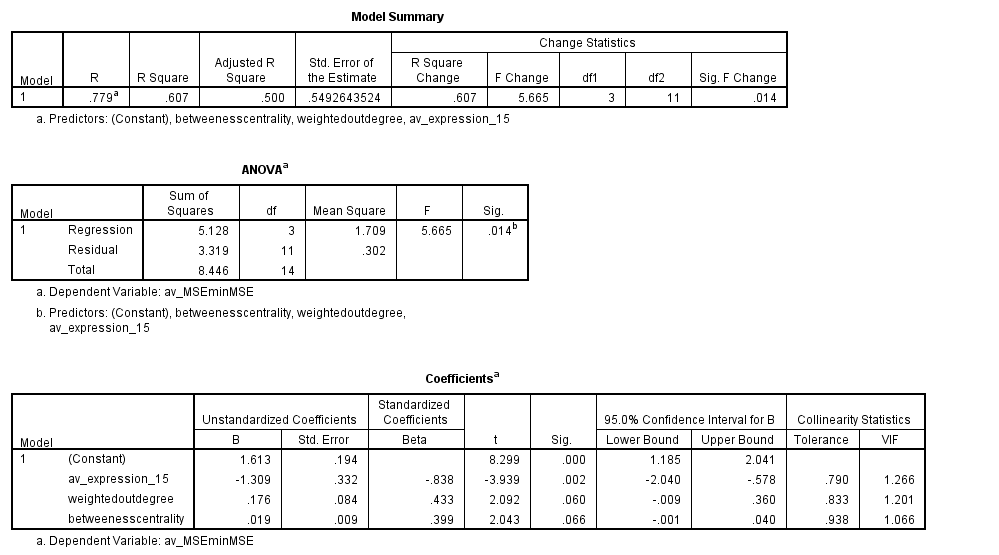 Model Summary
Change Statistics
Model R R Square Adjusted R Square Std. Error of the Estimate R Square Change F Change df1 df2 Sig. F Change
1 .779a .607 .500 .5492643524 .607 5.665 3 11 .014
a. Predictors: (Constant), betweenesscentrality, weightedoutdegree, av_expression_15
ANOVAa
Model Sum of Squares df Mean Square F Sig.
1 Regression 5.128 3 1.709 5.665 .014b
Residual 3.319 11 .302
Total 8.446 14
a. Dependent Variable: av_MSEminMSE
b. Predictors: (Constant), betweenesscentrality, weightedoutdegree,
av_expression_15
Coefficientsa
Unstandardized Coefficients Standardized Coefficients 95.0% Confidence Interval for B Collinearity Statistics
Model B Std. Error Beta t Sig. Lower Bound Upper Bound Tolerance VIF
1 (Constant) 1.613 .194 8.299 .000 1.185 2.041
av_expression_15 -1.309 .332 -.838 -3.939 .002 -2.040 -.578 .790 1.266
weightedoutdegree .176 .084 .433 2.092 .060 -.009 .360 .833 1.201
betweenesscentrality .019 .009 .399 2.043 .066 -.001 .040 .938 1.066
a. Dependent Variable: av_MSEminMSE